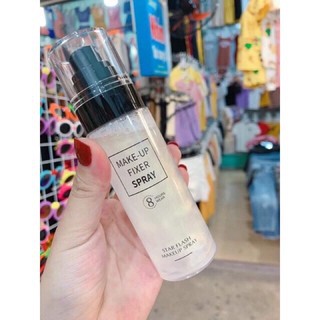 MAKE-UP
FIXER
SPRAY
8
STAR FLASH
MAKEUP SPRAY